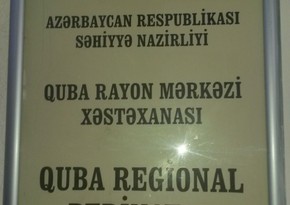 AZƏRBAYCAN RESPUBLİKASI
SƏHİYYƏ NAZİRLİYİ
QUBA RAYON MƏRKƏZİ
XƏSTƏXANASI
QUBA REGIONAL